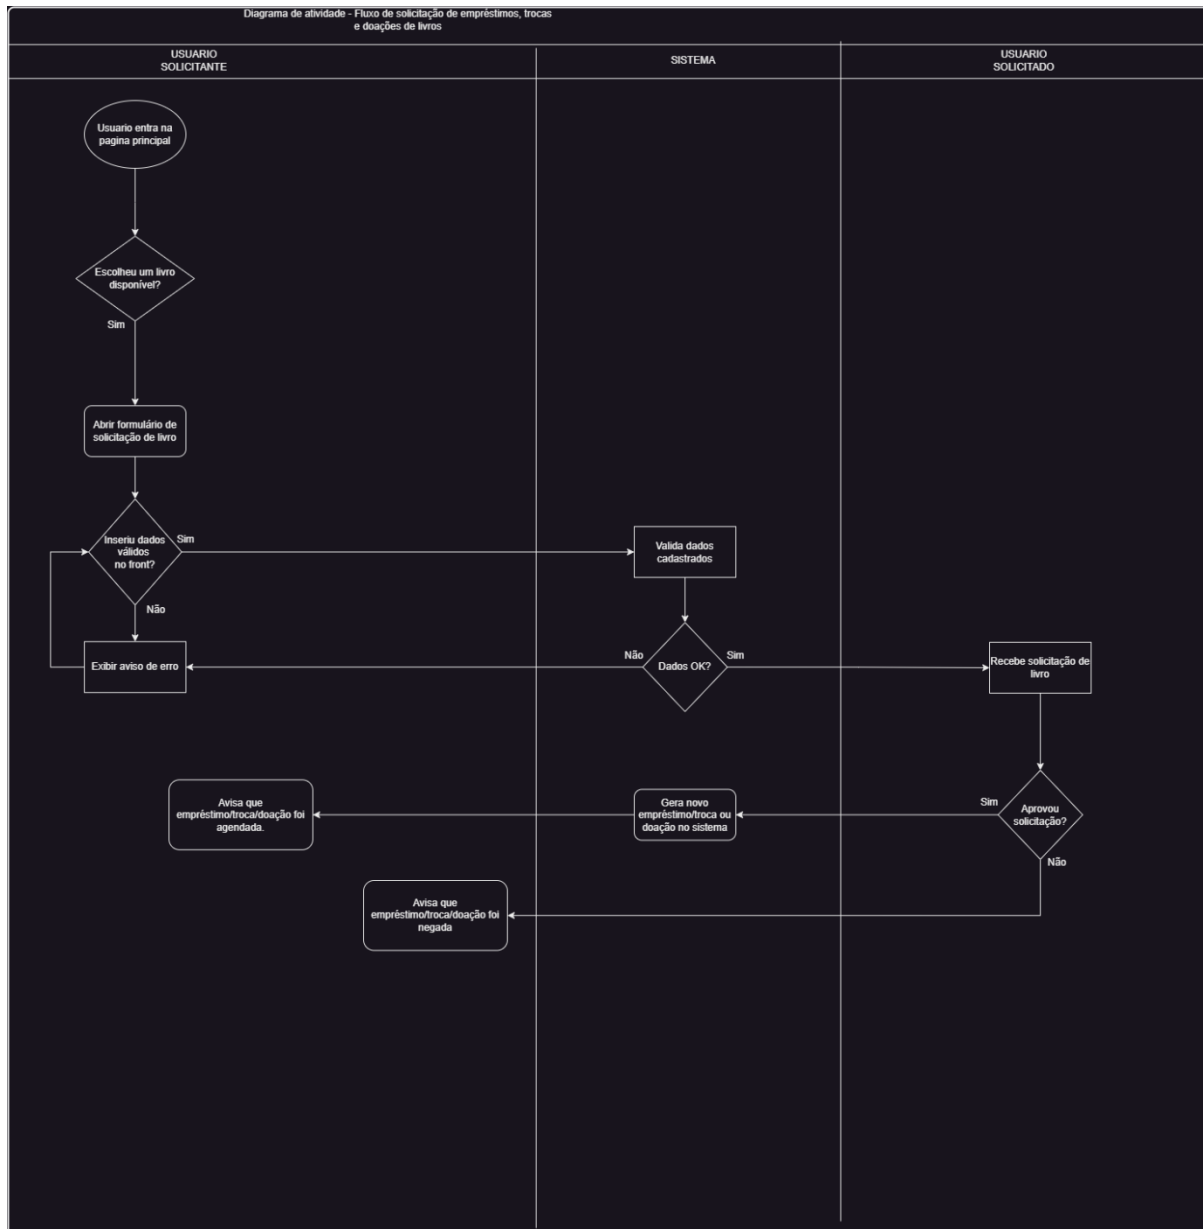 Diagrama de atividade - Fluxo de solicitação de empréstimos, trocas
e doações de livros
USUARIO
SOLICITANTE
SISTEMA
USUARIO
SOLICITADO
Usuario entra na
pagina principal
Escolheu um livro
disponível?
Sim
Abrir formulário de
solicitação de livro
Inseriu dados
válidos
no front?
Sim
Não
Valida dados
cadastrados
Exibir aviso de erro
Não
Dados OK?
Sim
Recebe solicitação de
livro
Avisa que
empréstimo/troca/doação foi
agendada.
Gera novo
empréstimo/troca ou
doação no sistema
Sim
Aprovou
solicitação?
Não
Avisa que
empréstimo/troca/doação foi
negada